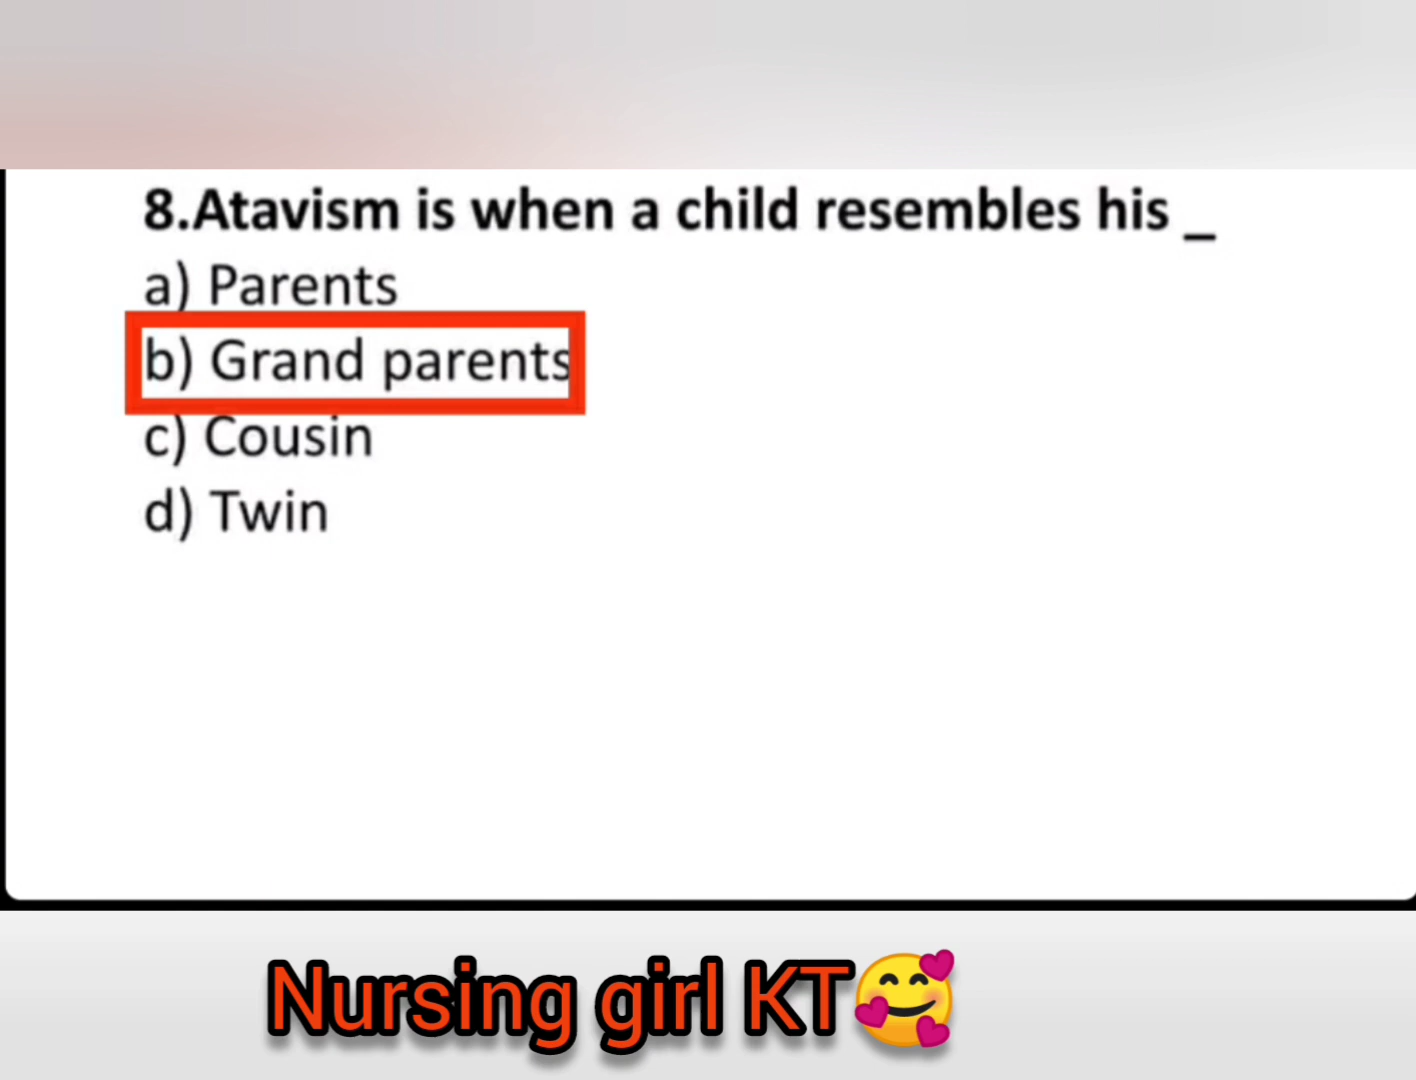 8.Atavism is when a child resembles his _
a) Parents
b) Grand parents
c) Cousin
d) Twin
Nursing girl KT🥰